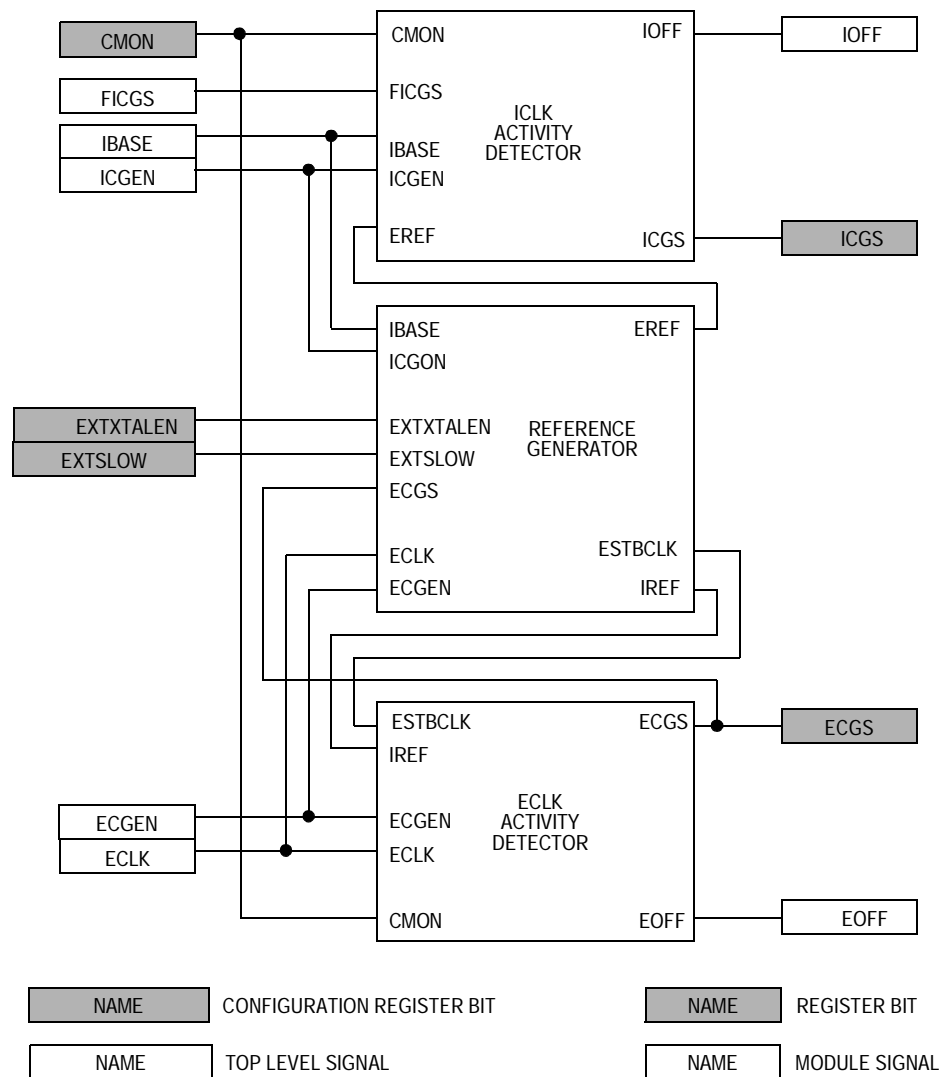 CMON
CMON
IOFF
IOFF
FICGS
FICGS
ICLK
ACTIVITY
DETECTOR
IBASE
IBASE
ICGEN
ICGEN
EREF
ICGS
ICGS
IBASE
EREF
ICGON
EXTXTALEN
EXTXTALEN
REFERENCE
GENERATOR
EXTSLOW
EXTSLOW
ECGS
ECLK
ESTBCLK
ECGEN
IREF
ESTBCLK
ECGS
ECGS
IREF
ECLK
ACTIVITY
DETECTOR
ECGEN
ECGEN
ECLK
ECLK
CMON
EOFF
EOFF
NAME CONFIGURATION REGISTER BIT
NAME REGISTER BIT
NAME TOP LEVEL SIGNAL
NAME MODULE SIGNAL